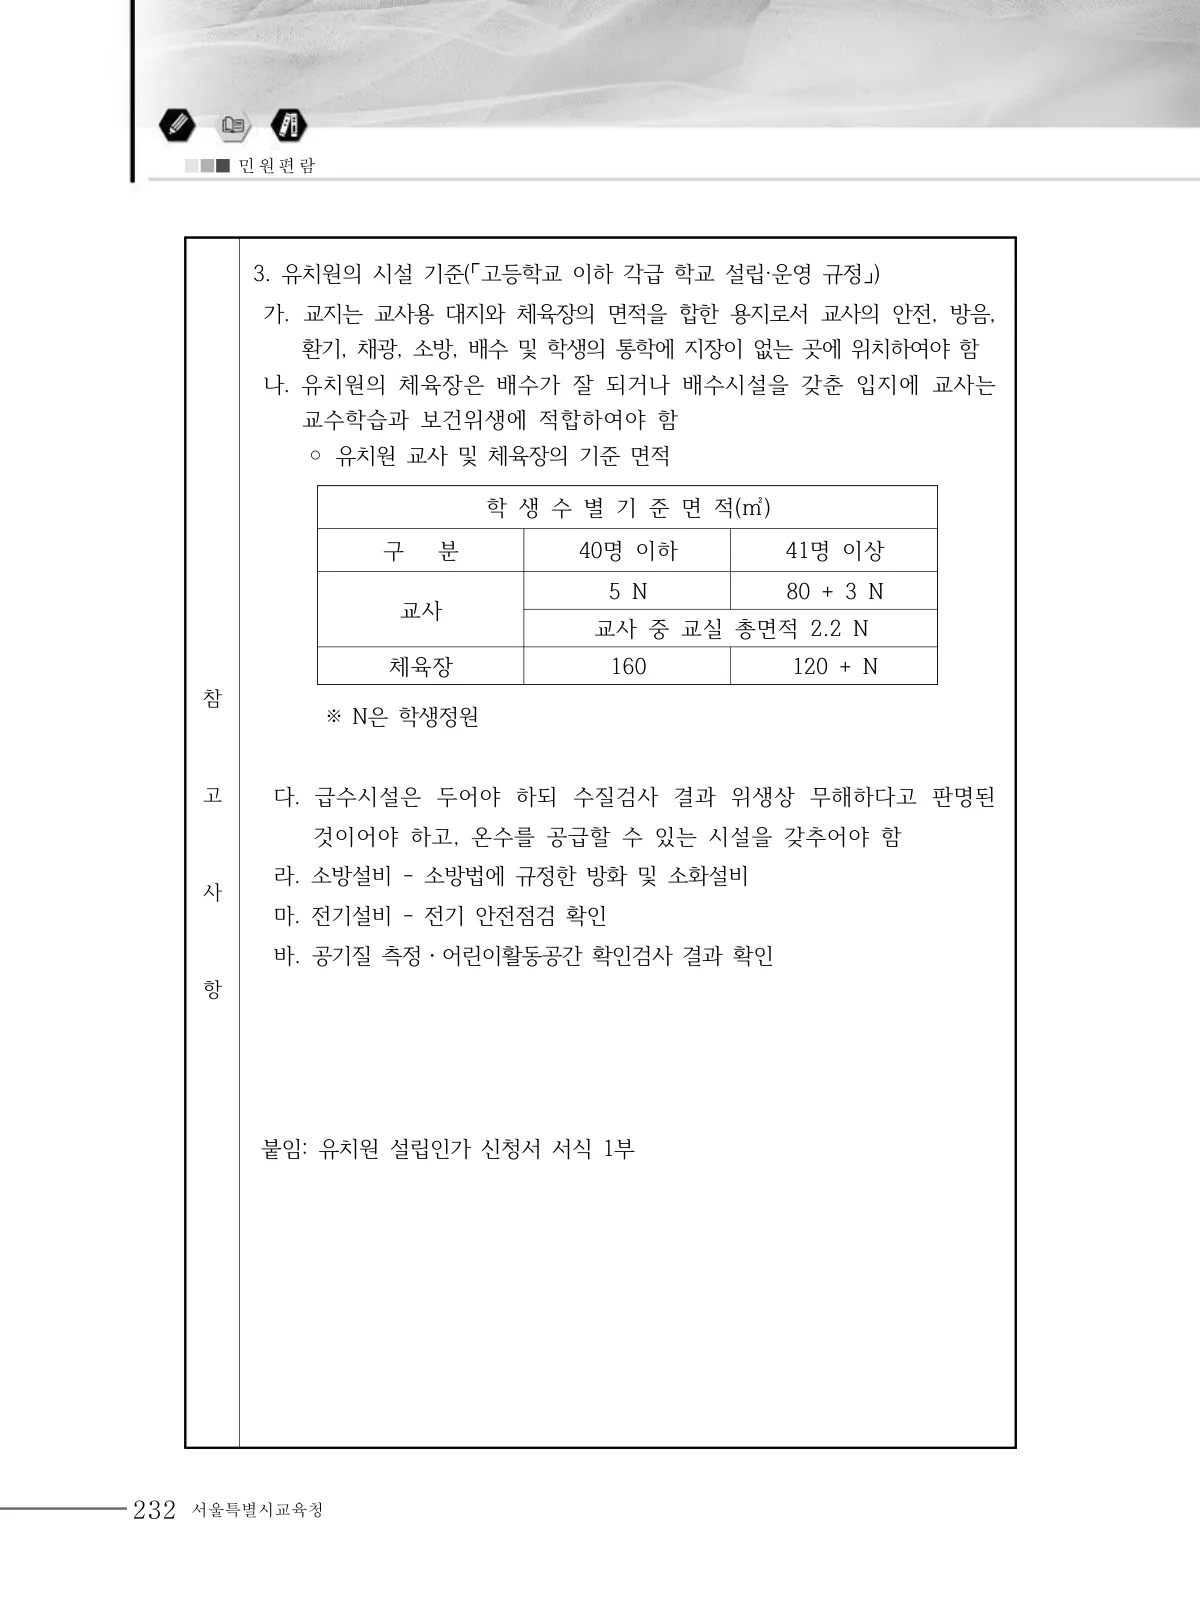 민원편람
3. 유치원의 시설 기준(「고등학교 이하 각급 학교 설립·운영 규정」)
가. 교지는 교사용 대지와 체육장의 면적을 합한 용지로서 교사의 안전, 방음,
환기, 채광, 소방, 배수 및 학생의 통학에 지장이 없는 곳에 위치하여야 함
나. 유치원의 체육장은 배수가 잘 되거나 배수시설을 갖춘 입지에 교사는
교수학습과 보건위생에 적합하여야 함
○ 유치원 교사 및 체육장의 기준 면적
학 생 수 별 기 준 면 적(㎡)
구 분 40명 이하 41명 이상
교사 5 N 80 + 3 N
교사 중 교실 총면적 2.2 N
체육장 160 120 + N
※ N은 학생정원
참
고
사
항
다. 급수시설은 두어야 하되 수질검사 결과 위생상 무해하다고 판명된
것이어야 하고, 온수를 공급할 수 있는 시설을 갖추어야 함
라. 소방설비 - 소방법에 규정한 방화 및 소화설비
마. 전기설비 - 전기 안전점검 확인
바. 공기질 측정·어린이활동공간 확인검사 결과 확인
붙임: 유치원 설립인가 신청서 서식 1부
232 서울특별시교육청